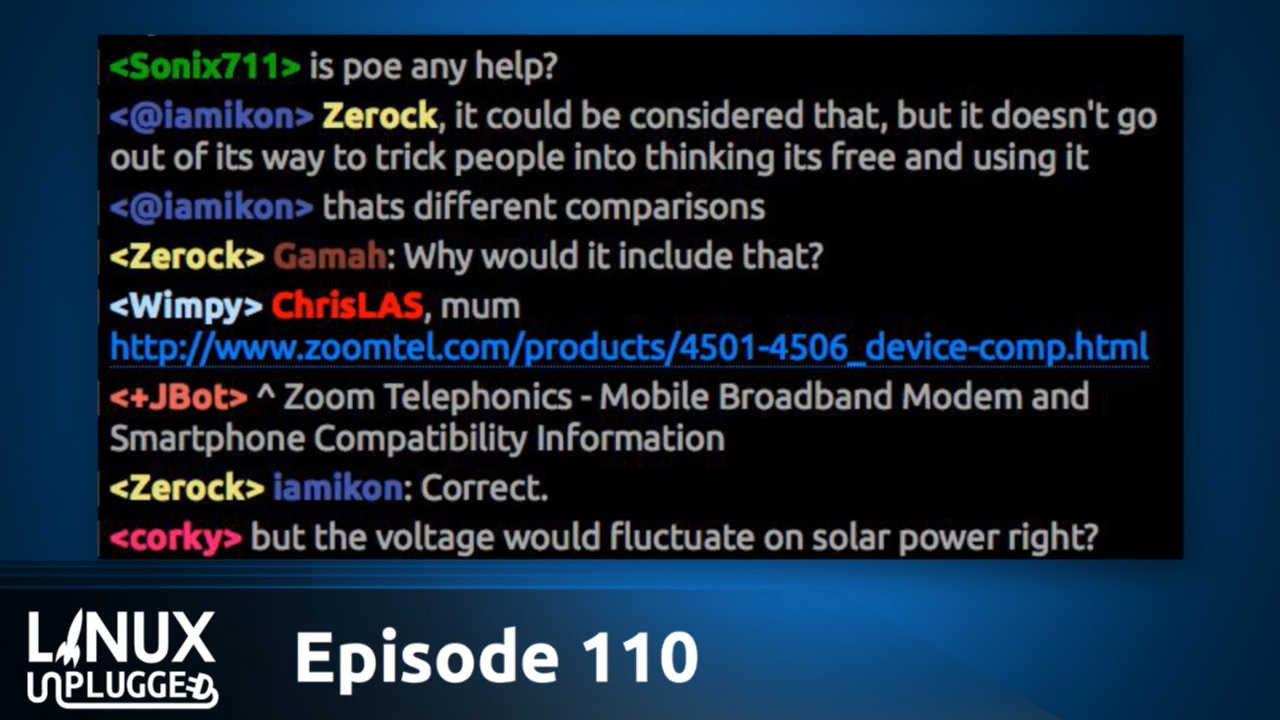 <Sonix711> is poe any help?
<@iamikon> Zerock, it could be considered that, but it doesn't go
out of its way to trick people into thinking its free and using it
<@iamikon> thats different comparisons
<Zerock> Gamah: Why would it include that?
<Wimpy> ChrisLAS, mum
http://www.zoomtel.com/products/4501-4506_device-comp.html
<+JBot> ^ Zoom Telephonics - Mobile Broadband Modem and
Smartphone Compatibility Information
<Zerock> iamikon: Correct.
<corky> but the voltage would fluctuate on solar power right?
LINUX
UNPLUGGED
Episode 110